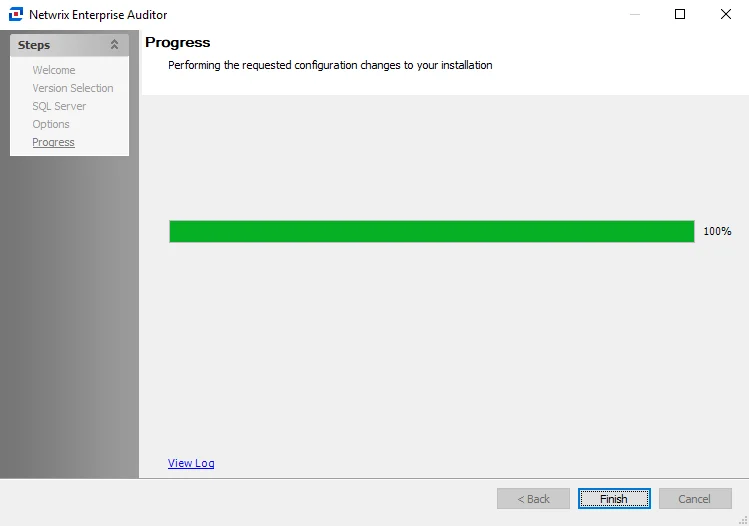 Netwrix Enterprise Auditor
Steps
Welcome
Version Selection
SQL Server
Options
Progress
Progress
Performing the requested configuration changes to your installation
100%
View Log
< Back
Finish
Cancel